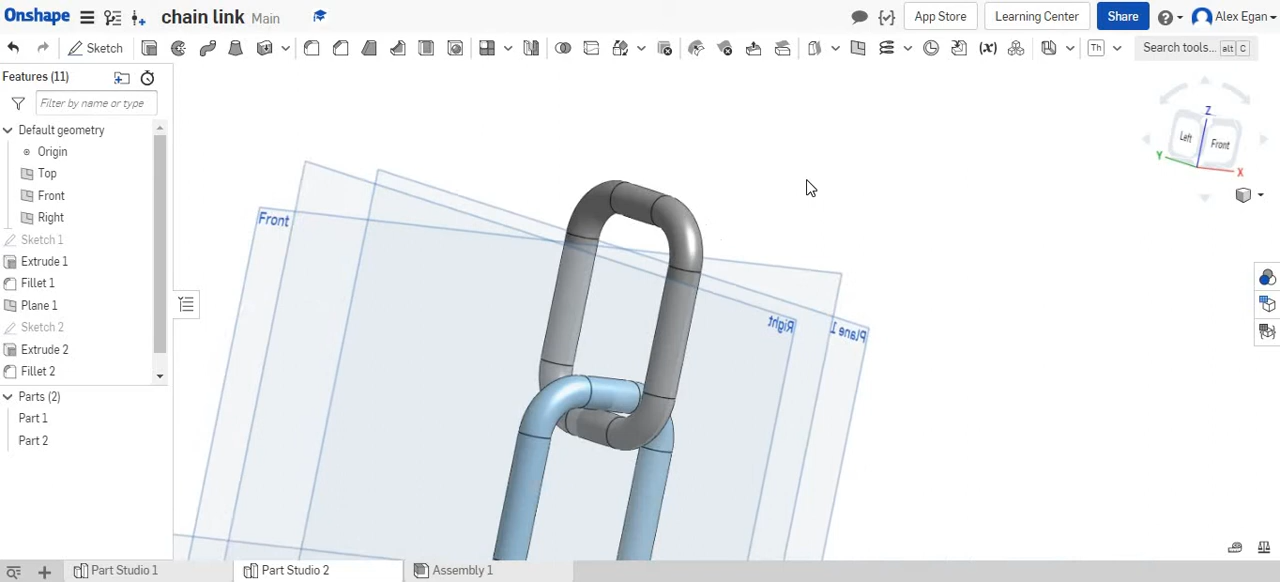 Onshape chain link Main App Store Learning Center Share Alex Egan
Sketch Th Search tools... alt C
Features (11)
Filter by name or type
Default geometry
Origin
Top
Front
Right
Sketch 1
Extrude 1
Fillet 1
Plane 1
Sketch 2
Extrude 2
Fillet 2
Parts (2)
Part 1
Part 2
Front
Right
Plane 1
Z
Left Front
Y X
Part Studio 1 Part Studio 2 Assembly 1